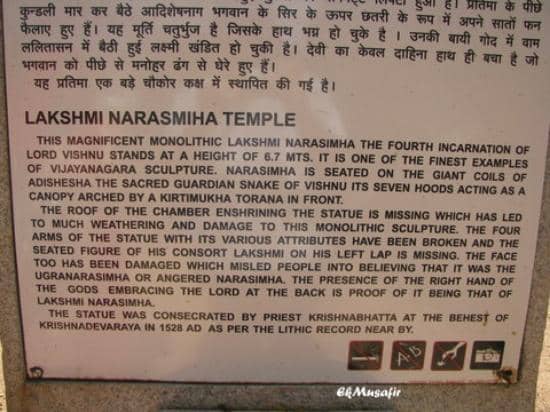 कुन्डली मार कर बैठे आदिशेषनाग भगवान के सिर के ऊपर छतरी के रूप में अपने सातों फन
फैलाए हुए हैं। यह मूर्ति चतुर्भुज है जिसके हाथ भग्न हो चुके है । उनकी बायी गोद में वाम
ललितासन में बैठी हुई लक्ष्मी खंडित हो चुकी है। देवी का केवल दाहिना हाथ ही बचा है जो
भगवान को पीछे से मनोहर ढंग से घेरे हुए हैं।
यह प्रतिमा एक बड़े चौकोर कक्ष में स्थापित की गई है।
LAKSHMI NARASMIHA TEMPLE
THIS MAGNIFICENT MONOLITHIC LAKSHMI NARASIMHA THE FOURTH INCARNATION OF
LORD VISHNU STANDS AT A HEIGHT OF 6.7 MTS. IT IS ONE OF THE FINEST EXAMPLES
OF VIJAYANAGARA SCULPTURE. NARASIMHA IS SEATED ON THE GIANT COILS OF
ADISHESHA THE SACRED GUARDIAN SNAKE OF VISHNU ITS SEVEN HOODS ACTING AS A
CANOPY ARCHED BY A KIRTIMUKHA TORANA IN FRONT.
THE ROOF OF THE CHAMBER ENSHRINING THE STATUE IS MISSING WHICH HAS LED
TO MUCH WEATHERING AND DAMAGE TO THIS MONOLITHIC SCULPTURE. THE FOUR
ARMS OF THE STATUE WITH ITS VARIOUS ATTRIBUTES HAVE BEEN BROKEN AND THE
SEATED FIGURE OF HIS CONSORT LAKSHMI ON HIS LEFT LAP IS MISSING. THE FACE
TOO HAS BEEN DAMAGED WHICH MISLED PEOPLE INTO BELIEVING THAT IT WAS THE
UGRANARASIMHA OR ANGERED NARASIMHA. THE PRESENCE OF THE RIGHT HAND OF
THE GODS EMBRACING THE LORD AT THE BACK IS PROOF OF IT BEING THAT OF
LAKSHMI NARASIMHA.
THE STATUE WAS CONSECRATED BY PRIEST KRISHNABHATTA AT THE BEHEST OF
KRISHNADEVARAYA IN 1528 AD AS PER THE LITHIC RECORD NEAR BY.
EkMusafir